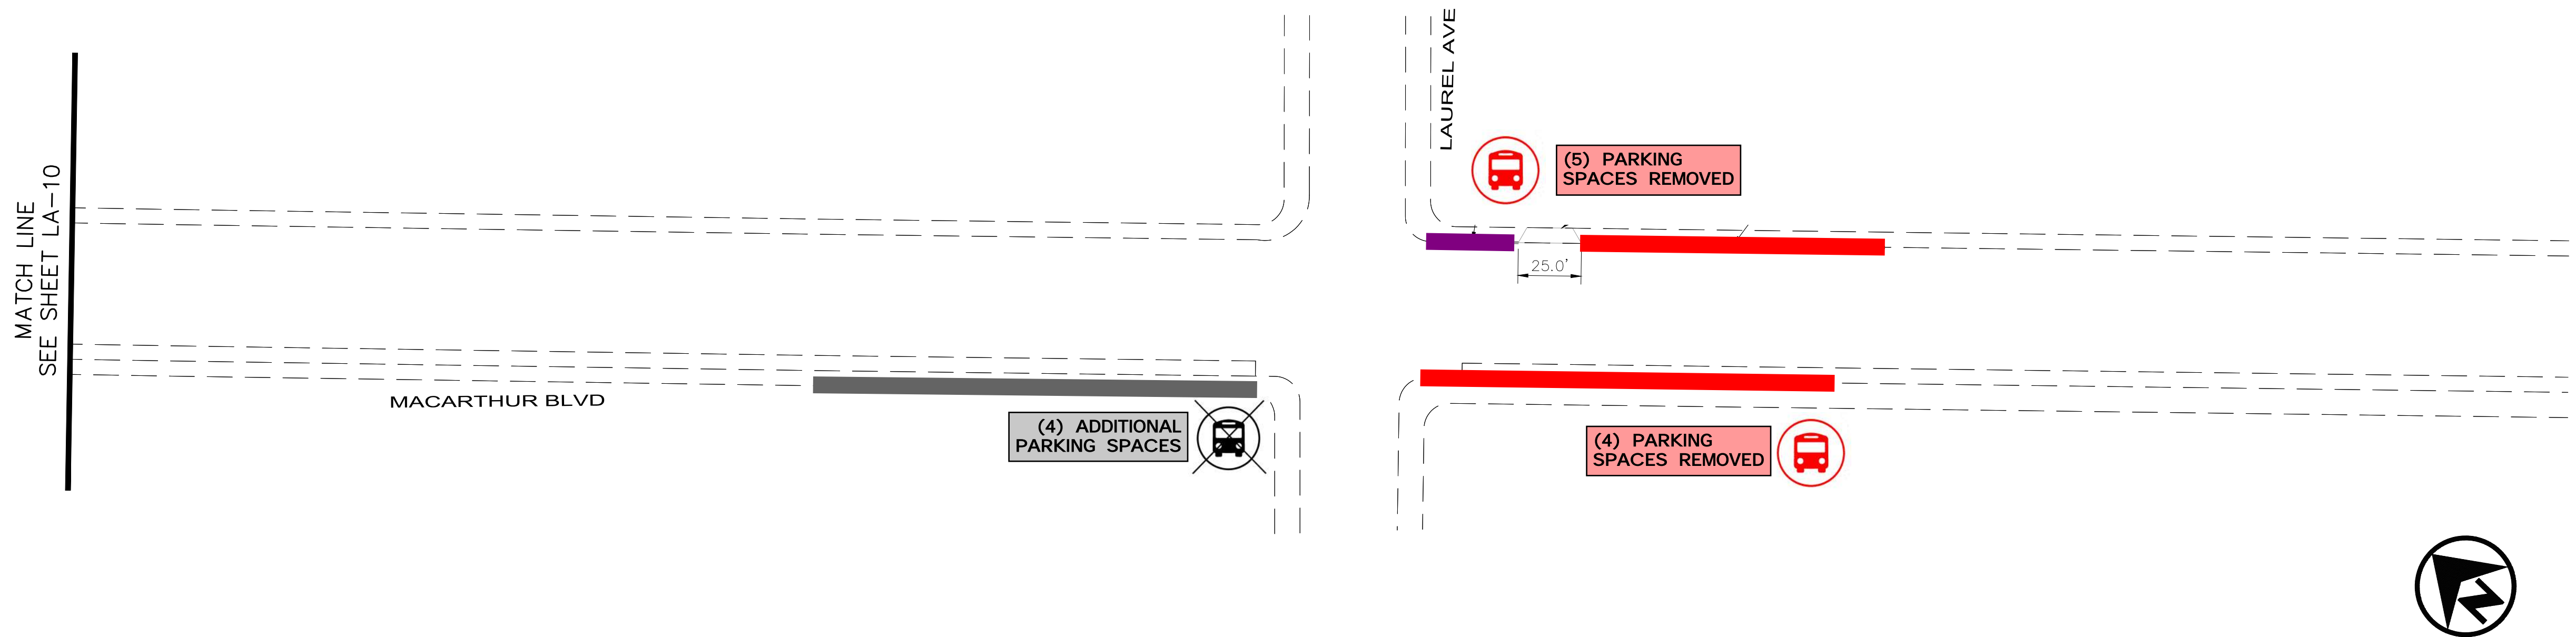 MATCH LINE
SEE SHEET LA-10
LAUREL AVE
(5) PARKING
SPACES REMOVED
25.0'
MACARTHUR BLVD
(4) ADDITIONAL
PARKING SPACES
(4) PARKING
SPACES REMOVED
N